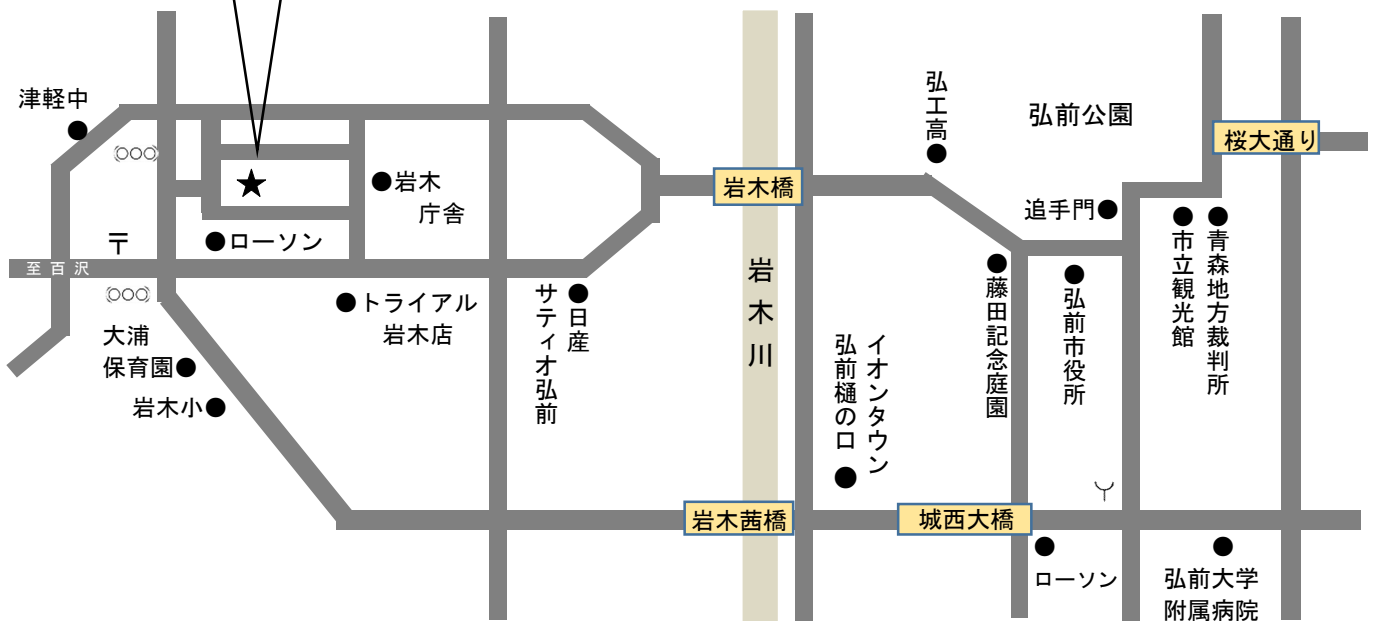 津軽中
岩木
庁舎
〒
ローソン
至百沢
トライアル
岩木店
大浦
保育園
岩木小
日産
サティオ弘前
岩木橋
岩木川
岩木茜橋
弘工高
弘前公園
桜大通り
追手門
青森地方裁判所
市立観光館
弘前市役所
藤田記念庭園
イオンタウン
弘前樋の口
城西大橋
ローソン
弘前大学
附属病院